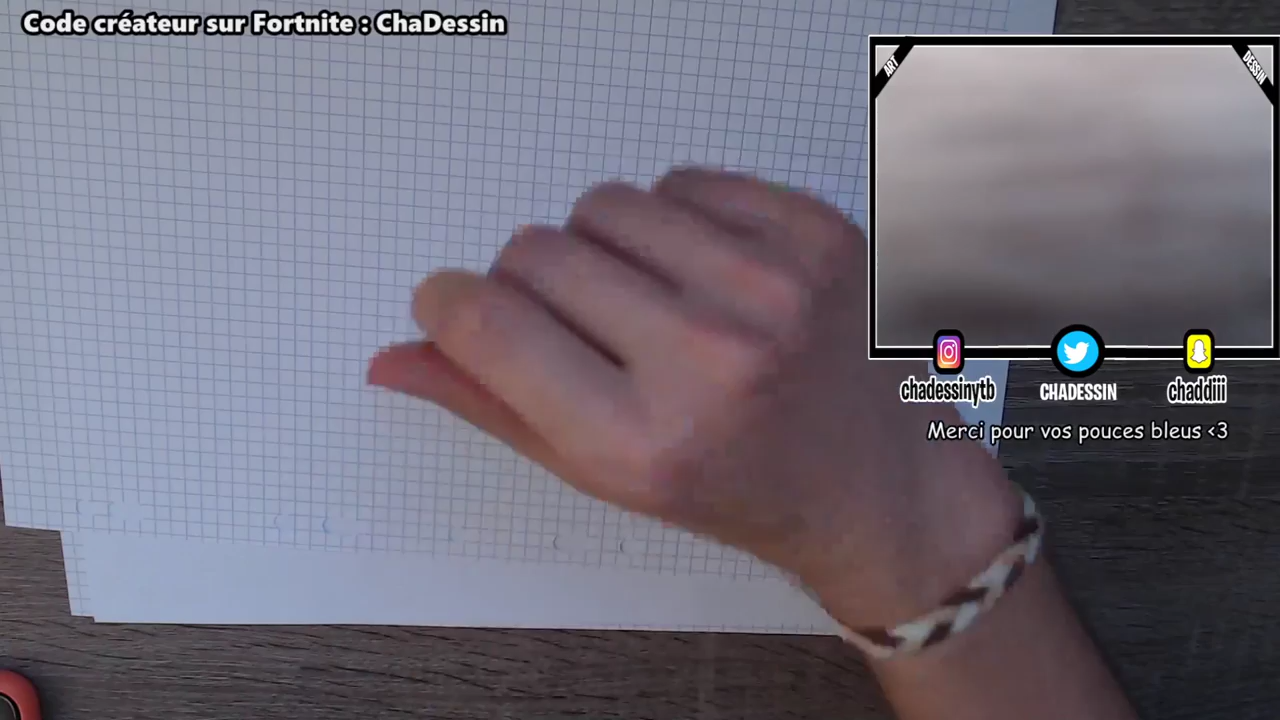 Code créateur sur Fortnite : ChaDessin
ART
DESSIN
chadessinytb
CHADESSIN
chaddiii
Merci pour vos pouces bleus <3